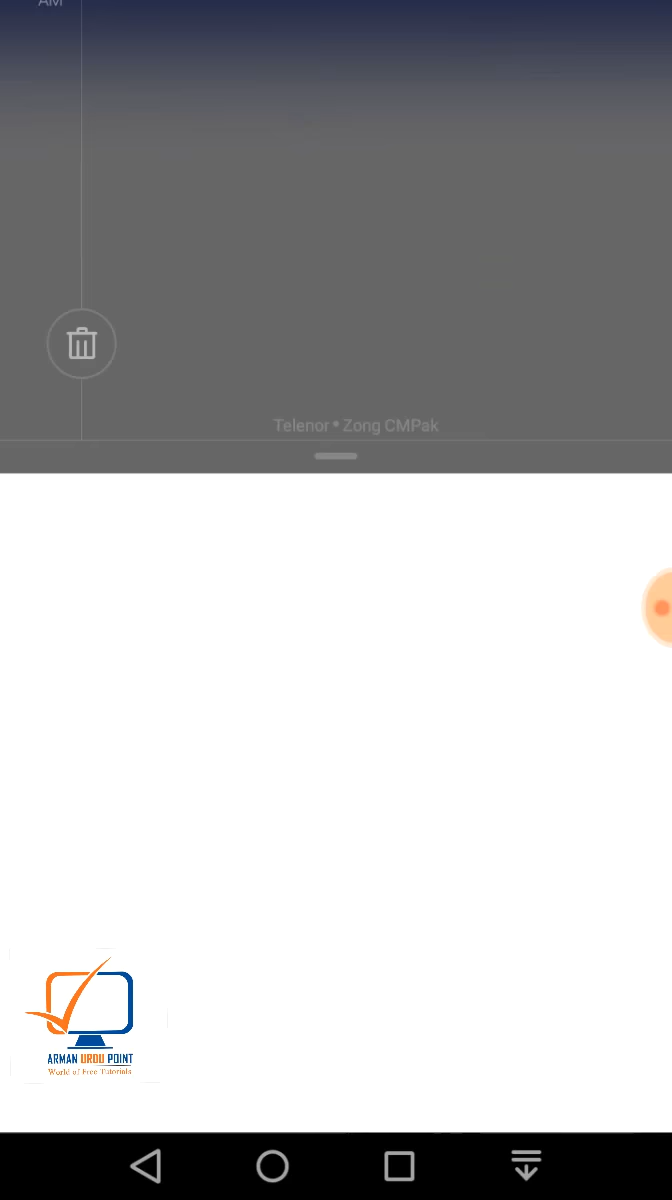 AM
Telenor • Zong CMPak
ARMAN URDU POINT
World of Free Tutorials